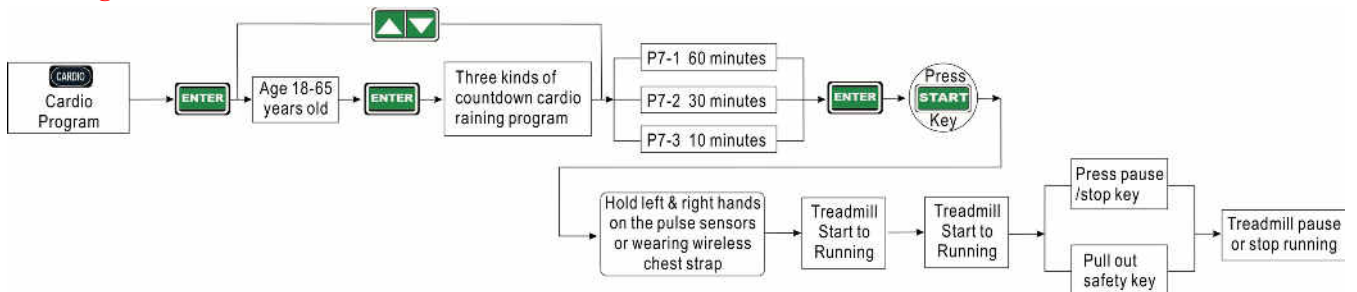 CARDIO
Cardio
Program
ENTER
Age 18-65
years old
ENTER
Three kinds of
countdown cardio
raining program
P7-1 60 minutes
P7-2 30 minutes
P7-3 10 minutes
ENTER
Press
START
Key
Hold left & right hands
on the pulse sensors
or wearing wireless
chest strap
Treadmill
Start to
Running
Treadmill
Start to
Running
Press pause
/stop key
Pull out
safety key
Treadmill pause
or stop running